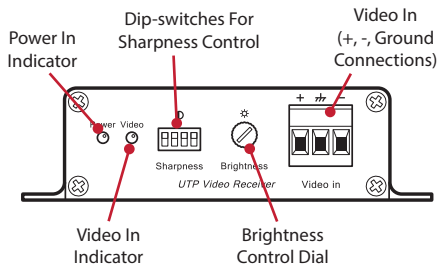 Power In
Indicator
Dip-switches For
Sharpness Control
Video In
(+, -, Ground
Connections)
+ -
Power Video
Sharpness Brightness
UTP Video Receiver Video in
Video In
Indicator
Brightness
Control Dial